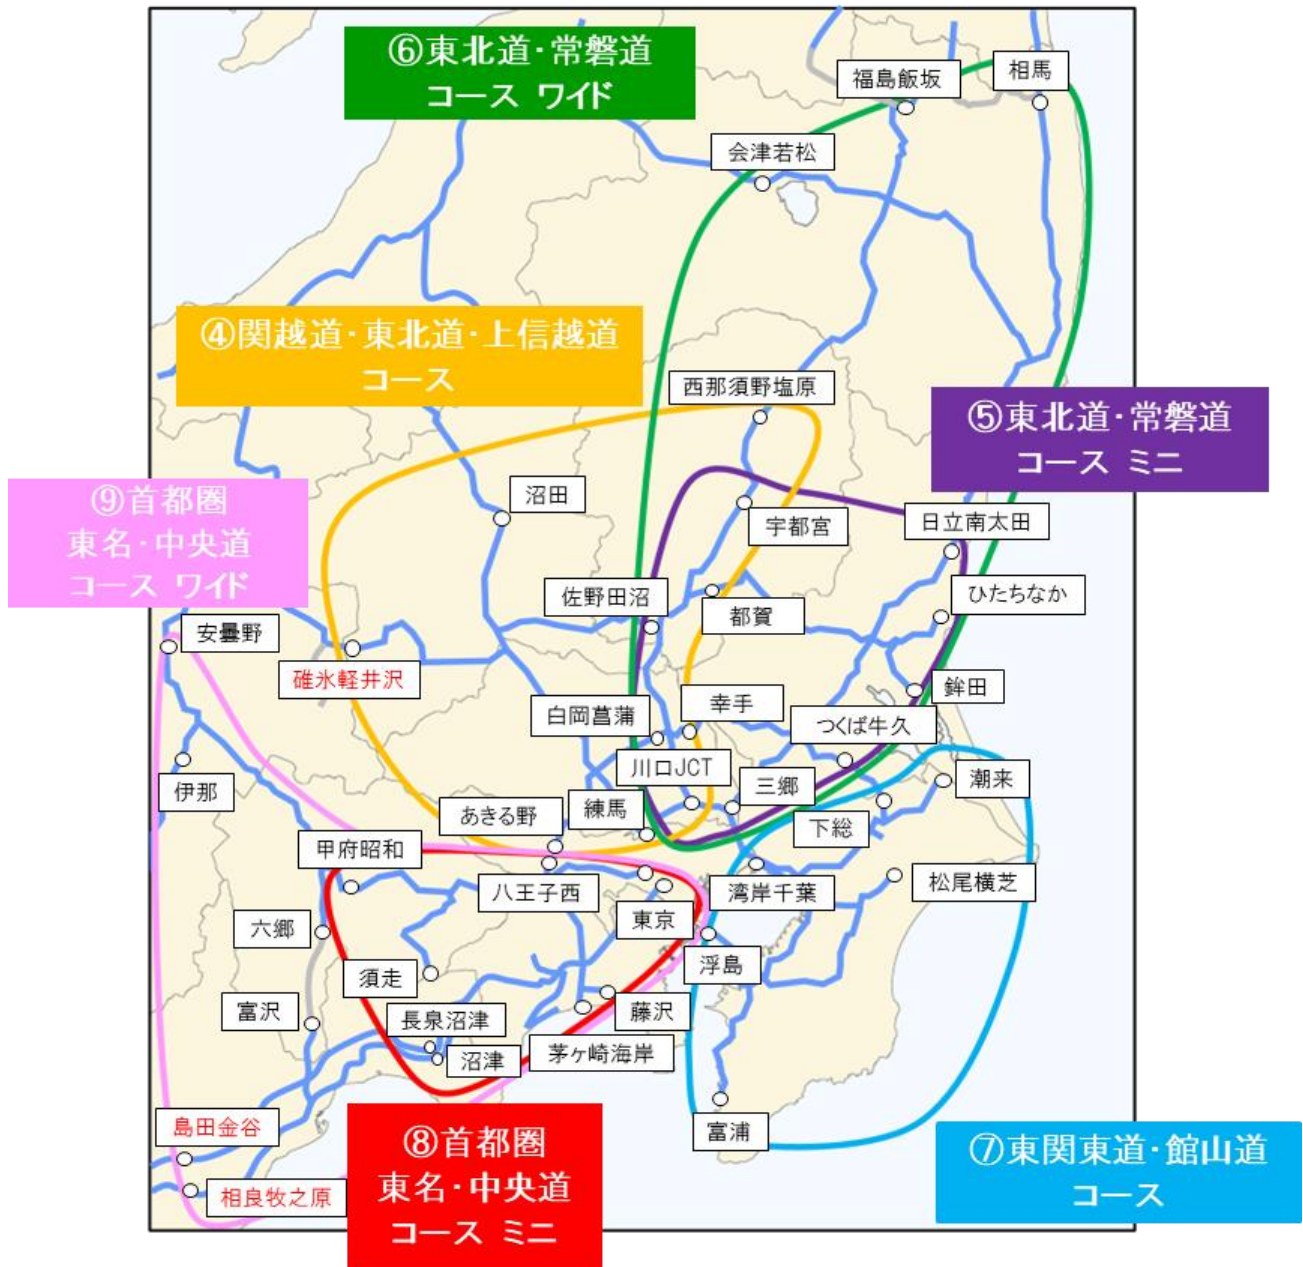 ⑥東北道・常磐道
コース ワイド
福島飯坂
相馬
会津若松
④関越道・東北道・上信越道
コース
西那須野塩原
⑤東北道・常磐道
コース ミニ
⑨首都圏
東名・中央道
コース ワイド
沼田
宇都宮
日立南太田
佐野田沼
都賀
ひたちなか
安曇野
碓氷軽井沢
白岡菖蒲
幸手
鉾田
つくば牛久
川口JCT
三郷
潮来
伊那
あきる野
練馬
下総
甲府昭和
八王子西
東京
湾岸千葉
松尾横芝
六郷
須走
浮島
富沢
長泉沼津
藤沢
沼津
茅ヶ崎海岸
島田金谷
富浦
⑧首都圏
東名・中央道
コース ミニ
⑦東関東道・館山道
コース
相良牧之原